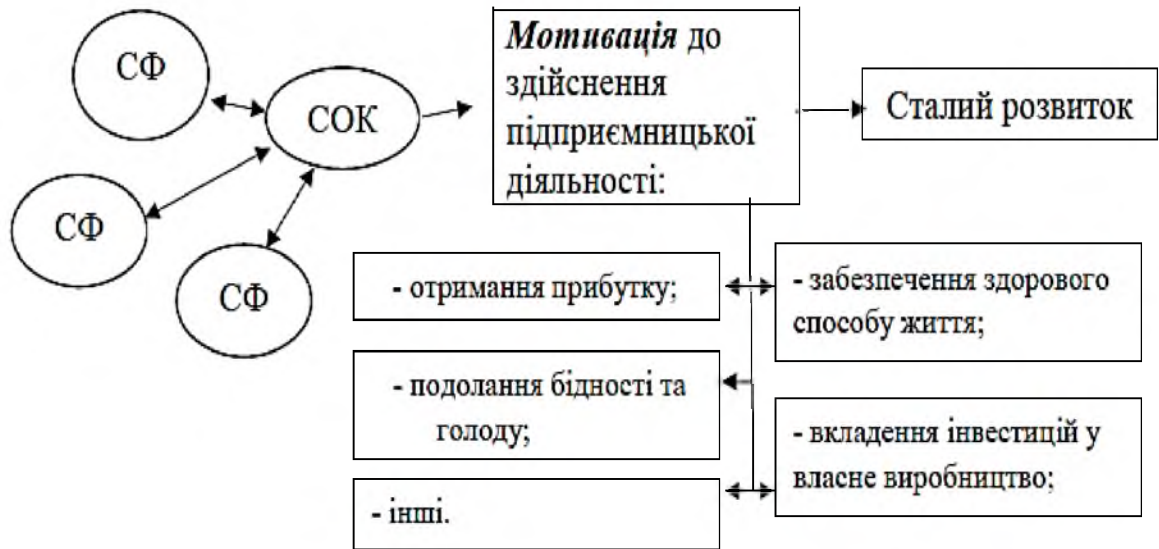 СФ
СОК
СФ
СФ
Мотивація до
здійснення
підприємницької
діяльності:
Сталий розвиток
- отримання прибутку;
- забезпечення здорового
способу життя;
- подолання бідності та
голоду;
- вкладення інвестицій у
власне виробництво;
- інші.